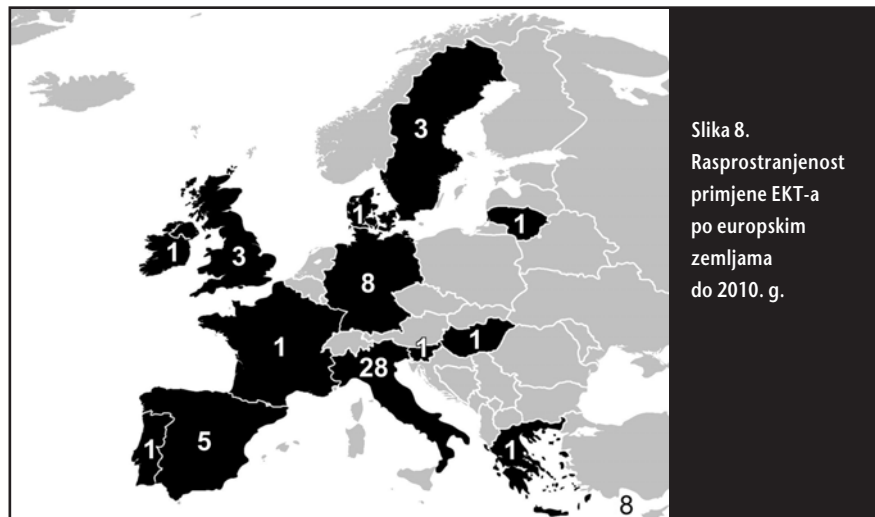 3
1
1
1
3
8
1
1
1
28
1
5
1
8
Slika 8.
Rasprostranjenost
primjene EKT-a
po europskim
zemljama
do 2010. g.